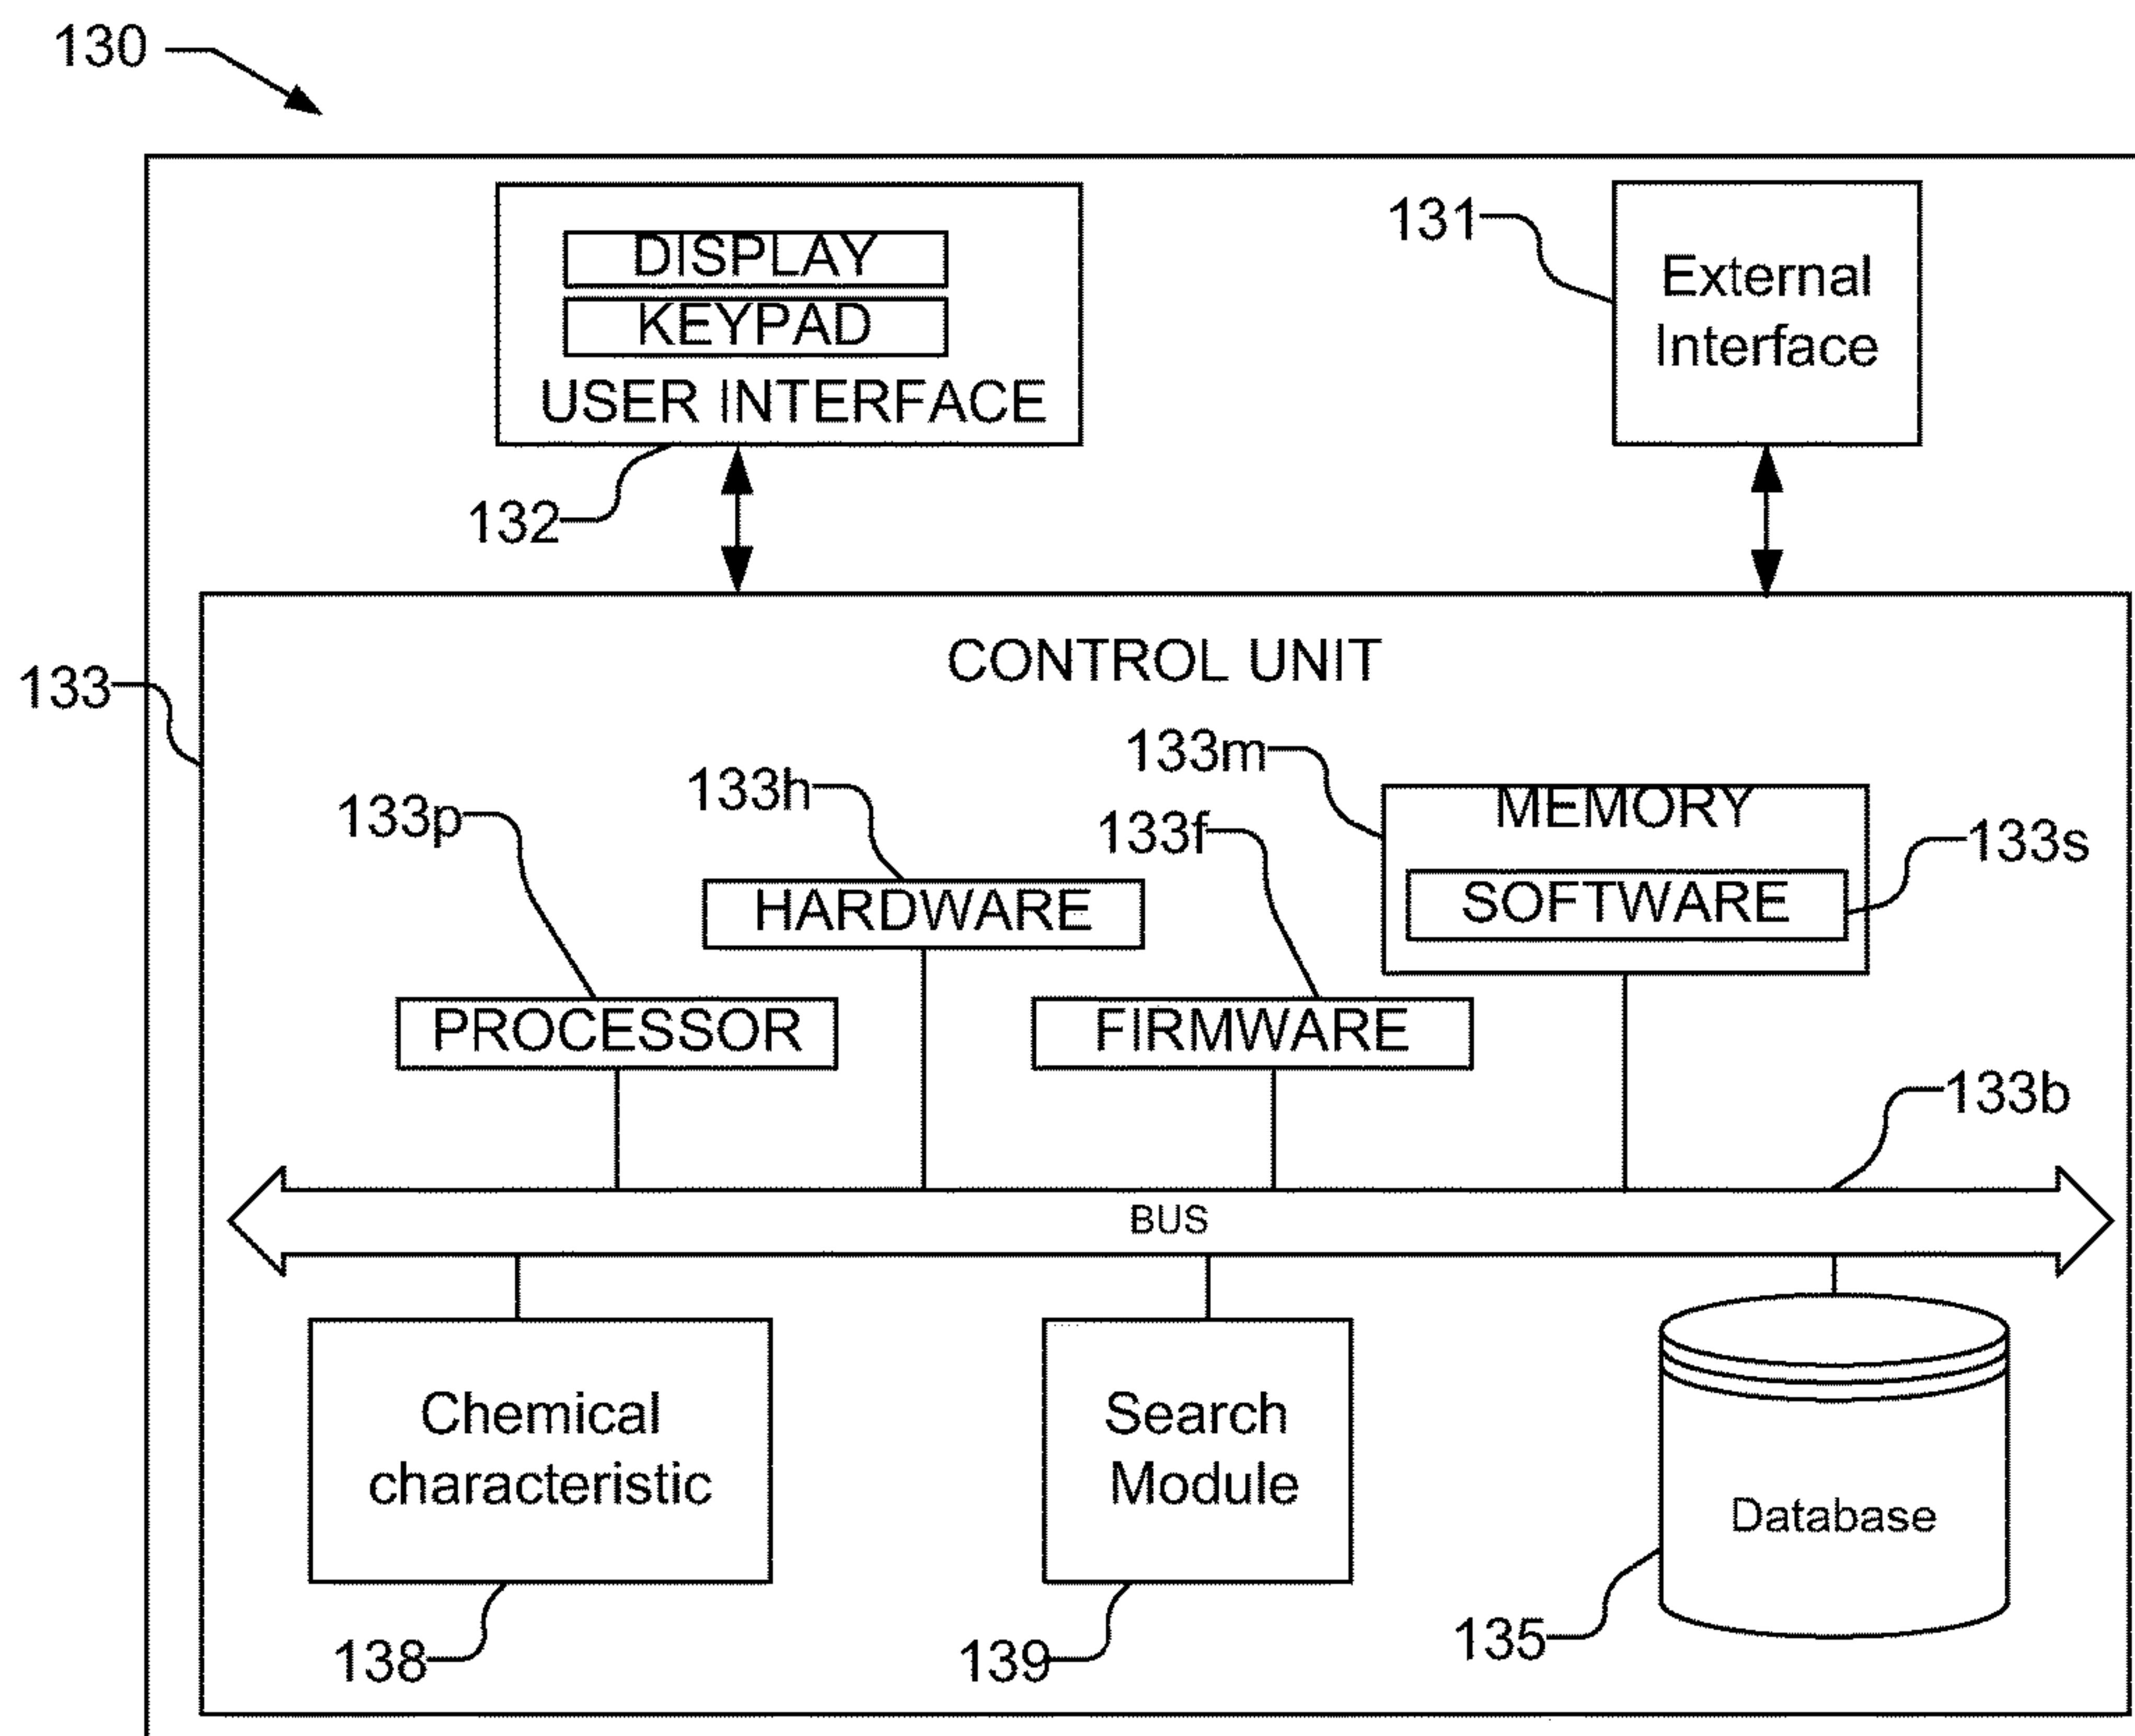 130
DISPLAY
KEYPAD
USER INTERFACE
132
131
External
Interface
CONTROL UNIT
133
133p
133h
133f
133m
MEMORY
SOFTWARE
133s
HARDWARE
PROCESSOR
FIRMWARE
133b
BUS
Chemical
characteristic
138
Search
Module
139
Database
135